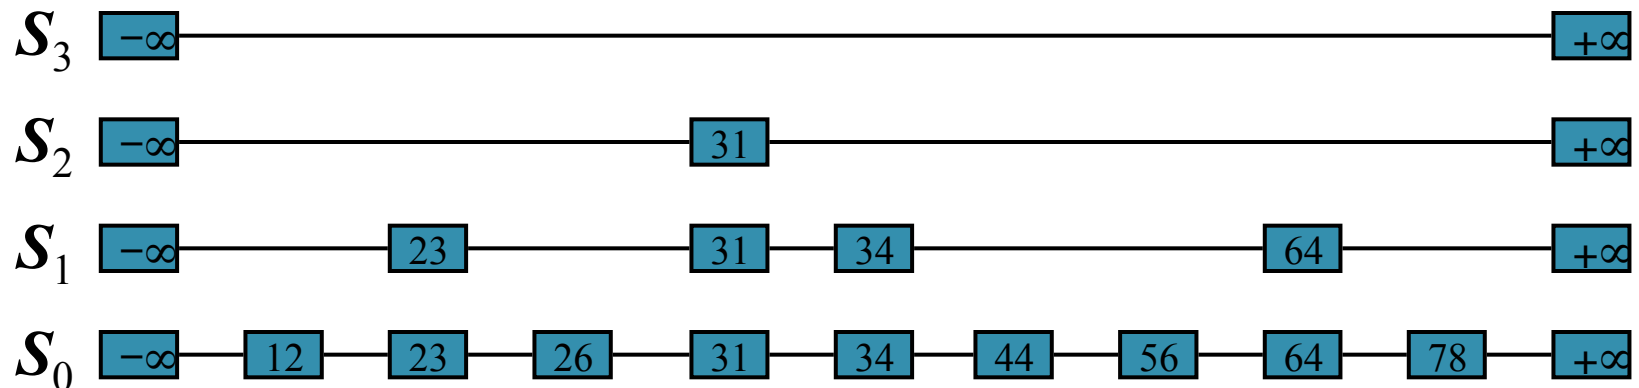 S₃ −∞ +∞
S₂ −∞ 31 +∞
S₁ −∞ 23 31 34 64 +∞
S₀ −∞ 12 23 26 31 34 44 56 64 78 +∞